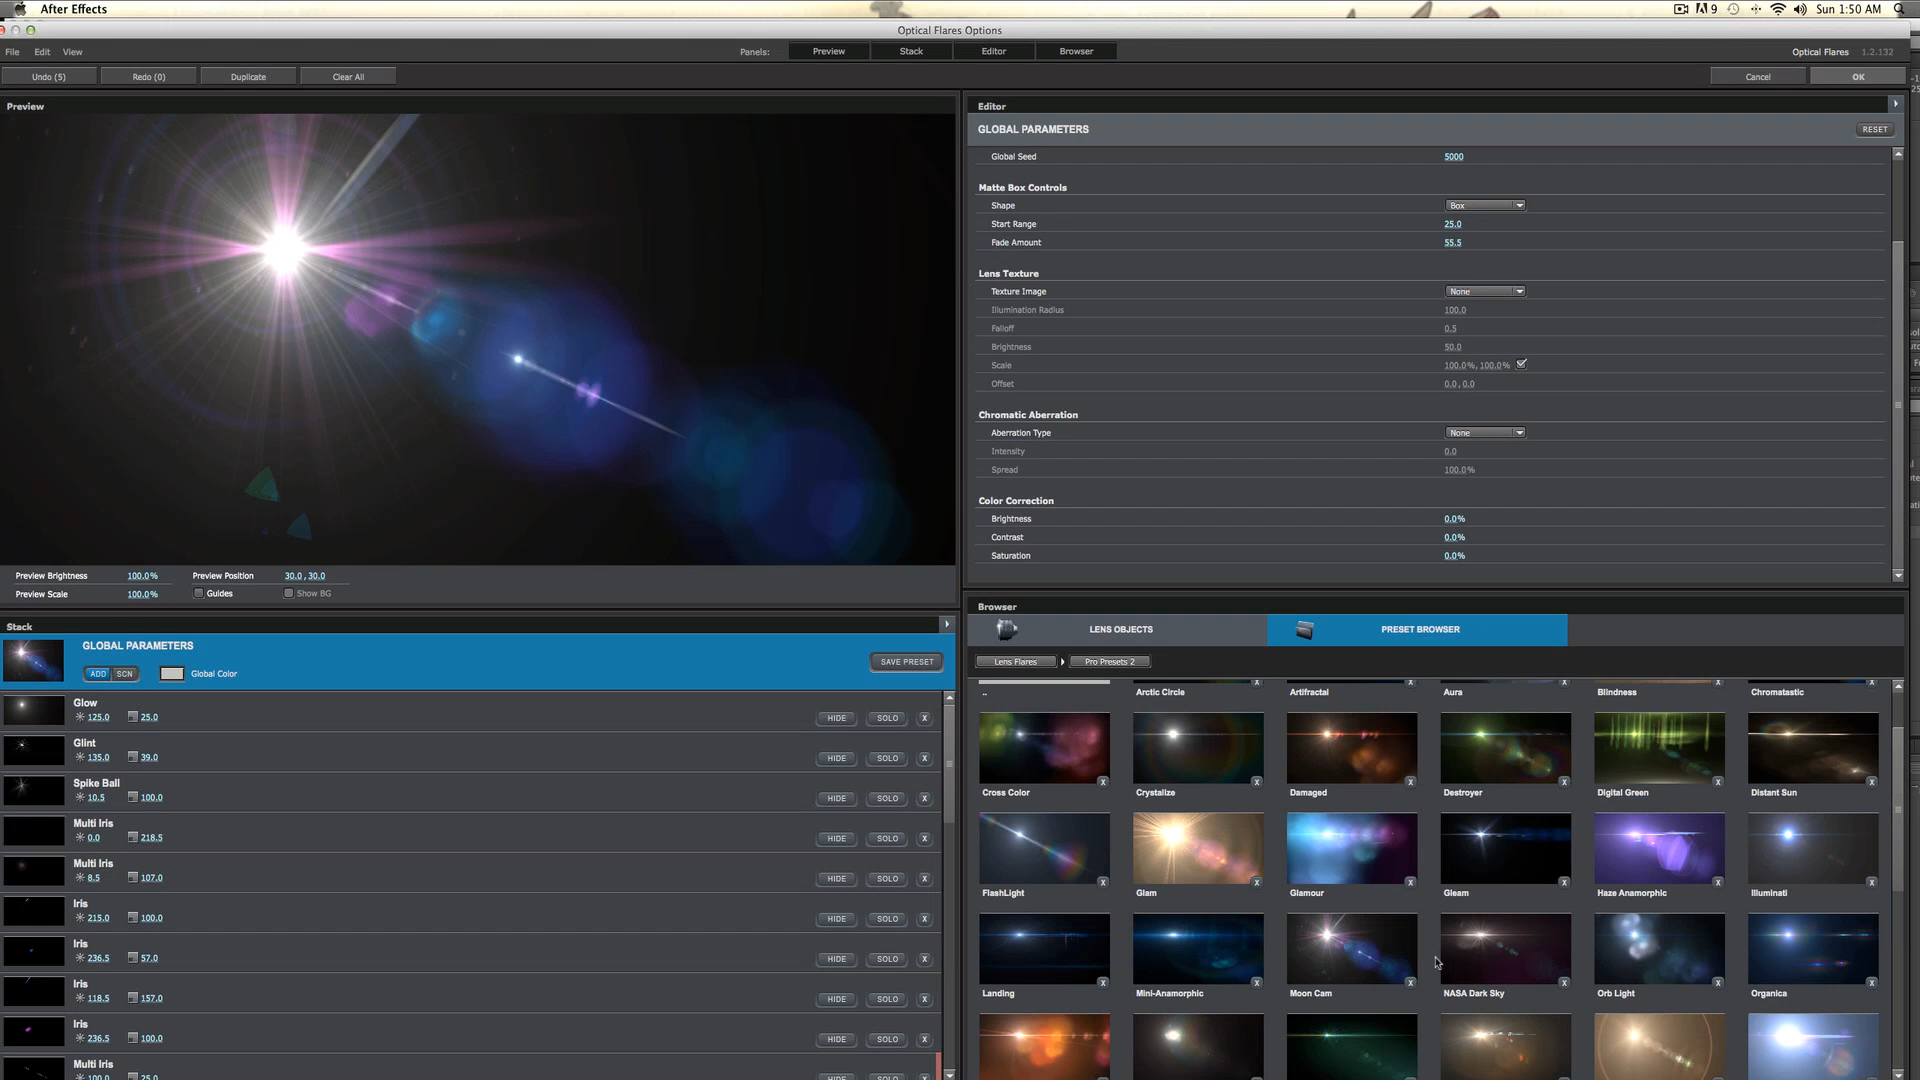 After Effects
9
Sun 1:50 AM
Optical Flares Options
File Edit View
Panels: Preview Stack Editor Browser
Optical Flares 1.2.132
Undo (5) Redo (0) Duplicate Clear All
Cancel OK
Preview
Preview Brightness 100.0% Preview Position 30.0 , 30.0
Preview Scale 100.0% Guides Show BG
Editor
GLOBAL PARAMETERS RESET
Global Seed 5000
Matte Box Controls
Shape Box
Start Range 25.0
Fade Amount 55.5
Lens Texture
Texture Image None
Illumination Radius 100.0
Falloff 0.5
Brightness 50.0
Scale 100.0%, 100.0%
Offset 0.0 , 0.0
Chromatic Aberration
Aberration Type None
Intensity 0.0
Spread 100.0%
Color Correction
Brightness 0.0%
Contrast 0.0%
Saturation 0.0%
Stack
GLOBAL PARAMETERS
ADD SCN Global Color
SAVE PRESET
Glow
125.0 25.0 HIDE SOLO X
Glint
135.0 39.0 HIDE SOLO X
Spike Ball
10.5 100.0 HIDE SOLO X
Multi Iris
0.0 218.5 HIDE SOLO X
Multi Iris
8.5 107.0 HIDE SOLO X
Iris
215.0 100.0 HIDE SOLO X
Iris
236.5 57.0 HIDE SOLO X
Iris
118.5 157.0 HIDE SOLO X
Iris
236.5 100.0 HIDE SOLO X
Multi Iris
100.0 25.0 HIDE SOLO X
Browser
LENS OBJECTS PRESET BROWSER
Lens Flares Pro Presets 2
.. Arctic Circle Artifractal Aura Blindness Chromatastic
Cross Color Crystalize Damaged Destroyer Digital Green Distant Sun
FlashLight Glam Glamour Gleam Haze Anamorphic Illuminati
Landing Mini-Anamorphic Moon Cam NASA Dark Sky Orb Light Organica